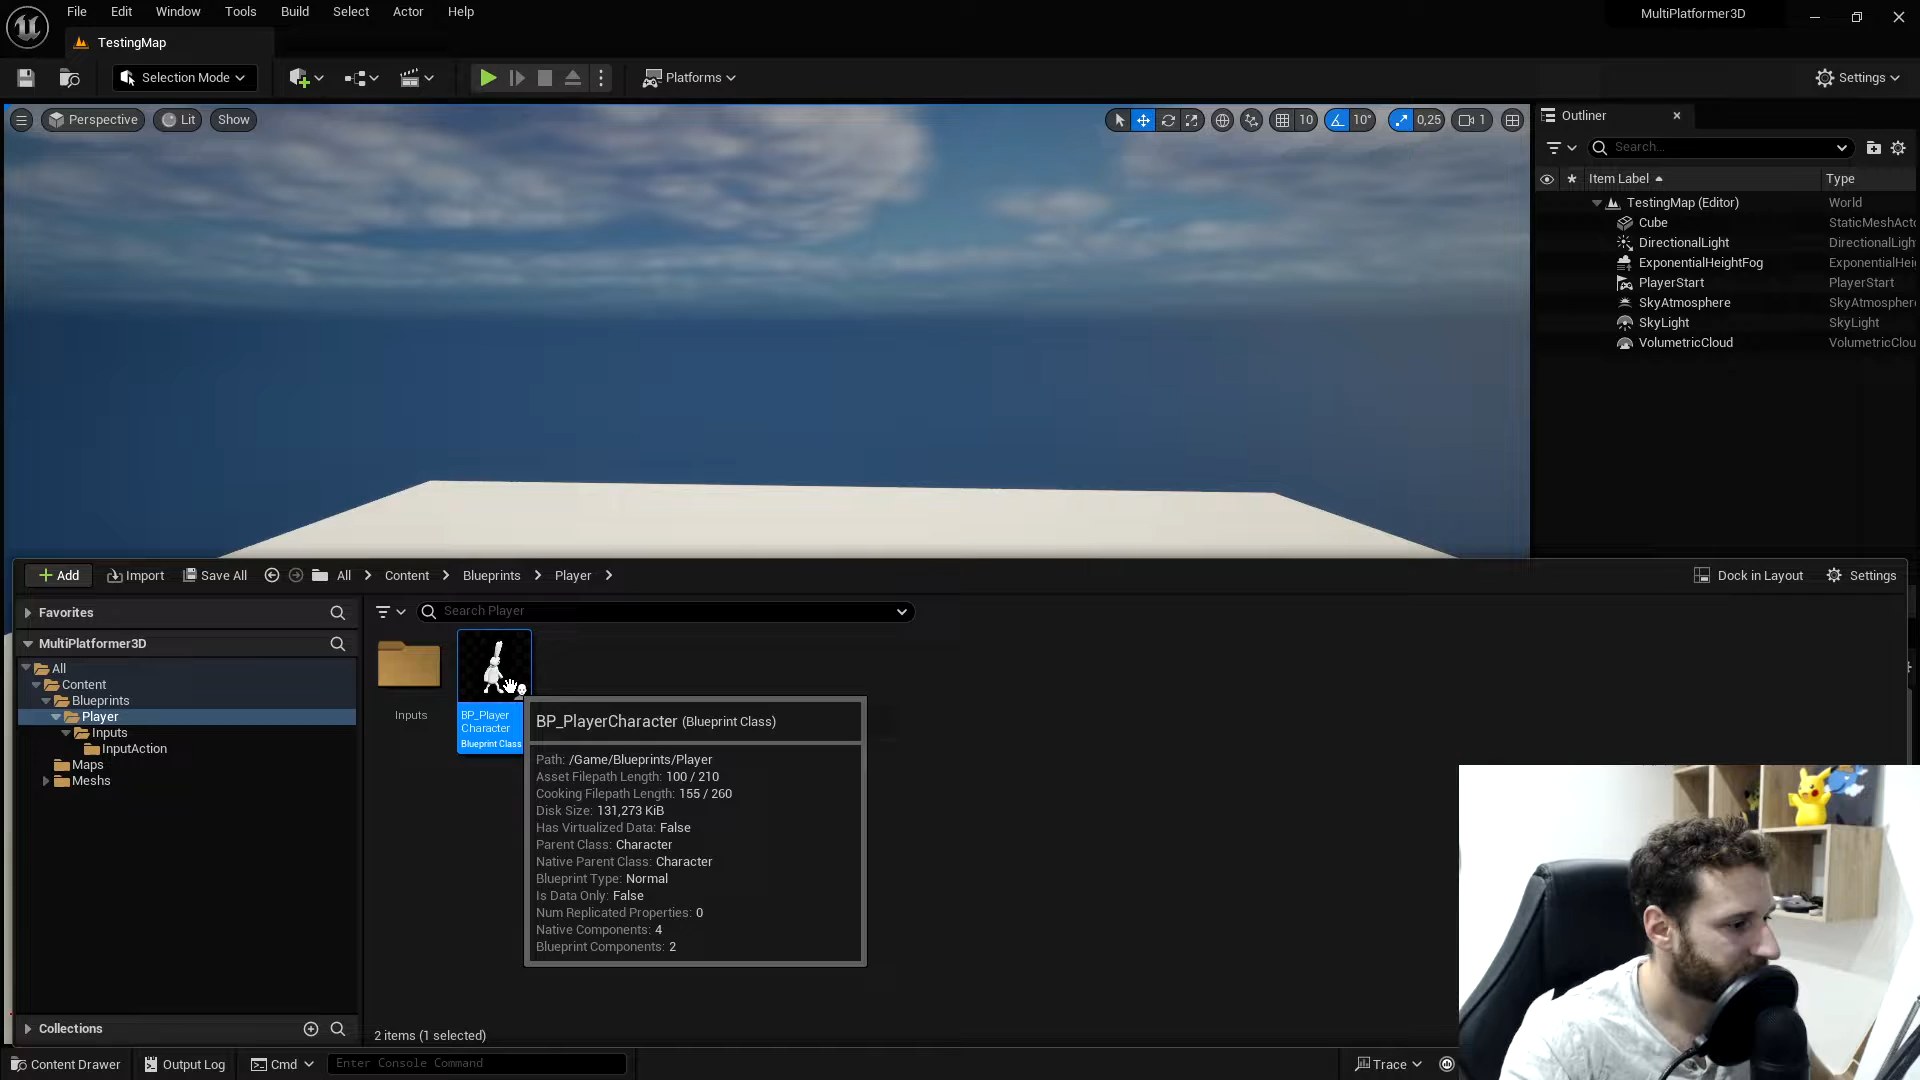 File Edit Window Tools Build Select Actor Help
MultiPlatformer3D
TestingMap
Selection Mode
Platforms
Settings
Perspective
Lit
Show
10
10°
0,25
1
Outliner
Search...
Item Label
Type
TestingMap (Editor)
World
Cube
StaticMeshActo
DirectionalLight
DirectionalLigh
ExponentialHeightFog
ExponentialHei
PlayerStart
PlayerStart
SkyAtmosphere
SkyAtmosphere
SkyLight
SkyLight
VolumetricCloud
VolumetricClou
Add
Import
Save All
All
Content
Blueprints
Player
Dock in Layout
Settings
Favorites
Search Player
MultiPlatformer3D
All
Content
Blueprints
Player
Inputs
InputAction
Maps
Meshs
Inputs
BP_Player
Character
Blueprint Class
BP_PlayerCharacter (Blueprint Class)
Path: /Game/Blueprints/Player
Asset Filepath Length: 100 / 210
Cooking Filepath Length: 155 / 260
Disk Size: 131,273 KiB
Has Virtualized Data: False
Parent Class: Character
Native Parent Class: Character
Blueprint Type: Normal
Is Data Only: False
Num Replicated Properties: 0
Native Components: 4
Blueprint Components: 2
Collections
2 items (1 selected)
Content Drawer
Output Log
Cmd
Enter Console Command
Trace